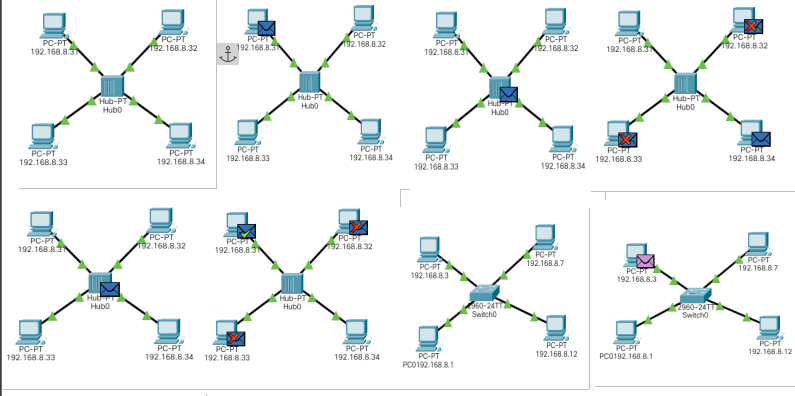 PC-PT
192.168.8.31
PC-PT
192.168.8.32
Hub-PT
Hub0
PC-PT
192.168.8.33
PC-PT
192.168.8.34
PC-PT
192.168.8.31
PC-PT
192.168.8.32
Hub-PT
Hub0
PC-PT
192.168.8.33
PC-PT
192.168.8.34
PC-PT
192.168.8.31
PC-PT
192.168.8.32
Hub-PT
Hub0
PC-PT
192.168.8.33
PC-PT
192.168.8.34
PC-PT
192.168.8.31
PC-PT
192.168.8.32
Hub-PT
Hub0
PC-PT
192.168.8.33
PC-PT
192.168.8.34
PC-PT
192.168.8.31
PC-PT
192.168.8.32
Hub-PT
Hub0
PC-PT
192.168.8.33
PC-PT
192.168.8.34
PC-PT
192.168.8.31
PC-PT
192.168.8.32
Hub-PT
Hub0
PC-PT
192.168.8.33
PC-PT
192.168.8.34
PC-PT
192.168.8.3
PC-PT
192.168.8.7
2960-24TT
Switch0
PC-PT
PC0192.168.8.1
PC-PT
192.168.8.12
PC-PT
192.168.8.3
PC-PT
192.168.8.7
2960-24TT
Switch0
PC-PT
PC0192.168.8.1
PC-PT
192.168.8.12